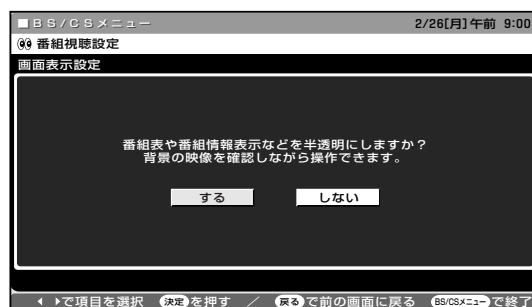 ■BS/CSメニュー 2/26[月]午前 9:00
番組視聴設定
画面表示設定
番組表や番組情報表示などを半透明にしますか？
背景の映像を確認しながら操作できます。
する しない
で項目を選択 決定を押す ／ 戻るで前の画面に戻る BS/CSメニューで終了